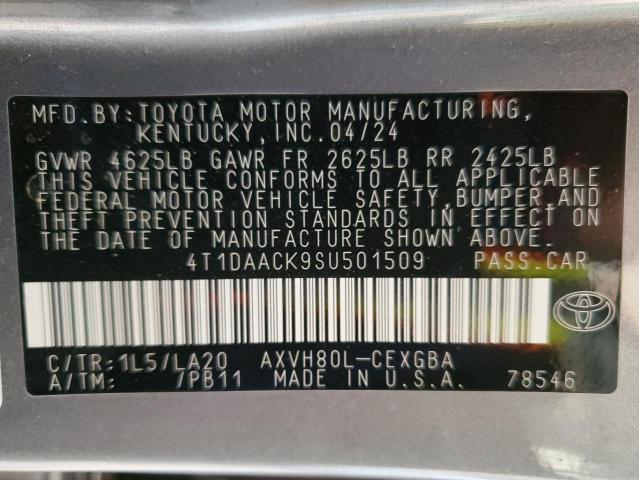 MFD.BY:TOYOTA MOTOR MANUFACTURING,
KENTUCKY,INC.04/24
GVWR 4625LB GAWR FR 2625LB RR 2425LB
THIS VEHICLE CONFORMS TO ALL APPLICABLE
FEDERAL MOTOR VEHICLE SAFETY,BUMPER,AND
THEFT PREVENTION STANDARDS IN EFFECT ON
THE DATE OF MANUFACTURE SHOWN ABOVE.
4T1DAACK9SU501509 PASS.CAR
C/TR:1L5/LA20 AXVH80L-CEXGBA
A/TM: /PB11 MADE IN U.S.A. 78546